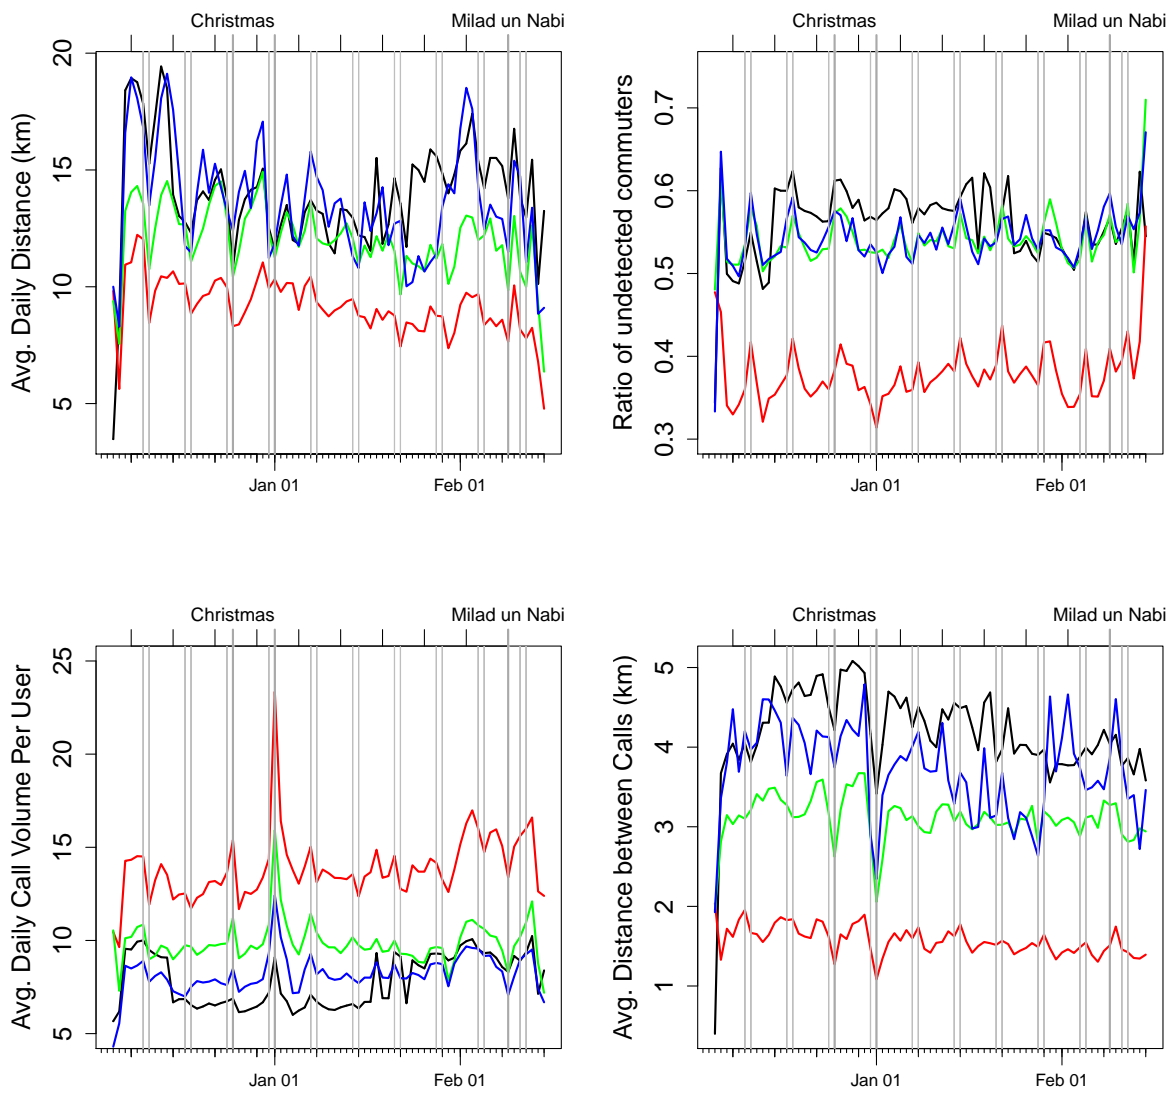 Christmas Milad un Nabi
Avg. Daily Distance (km)
20
15
10
5
Jan 01 Feb 01
Christmas Milad un Nabi
Ratio of undetected commuters
0.7
0.6
0.5
0.4
0.3
Jan 01 Feb 01
Christmas Milad un Nabi
Avg. Daily Call Volume Per User
25
20
15
10
5
Jan 01 Feb 01
Christmas Milad un Nabi
Avg. Distance between Calls (km)
5
4
3
2
1
Jan 01 Feb 01